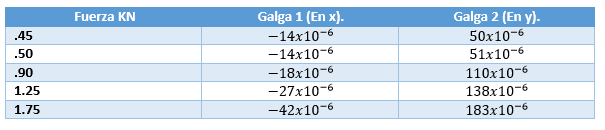 Fuerza KN Galga 1 (En x). Galga 2 (En y).
.45 −14x10⁻⁶ 50x10⁻⁶
.50 −14x10⁻⁶ 51x10⁻⁶
.90 −18x10⁻⁶ 110x10⁻⁶
1.25 −27x10⁻⁶ 138x10⁻⁶
1.75 −42x10⁻⁶ 183x10⁻⁶